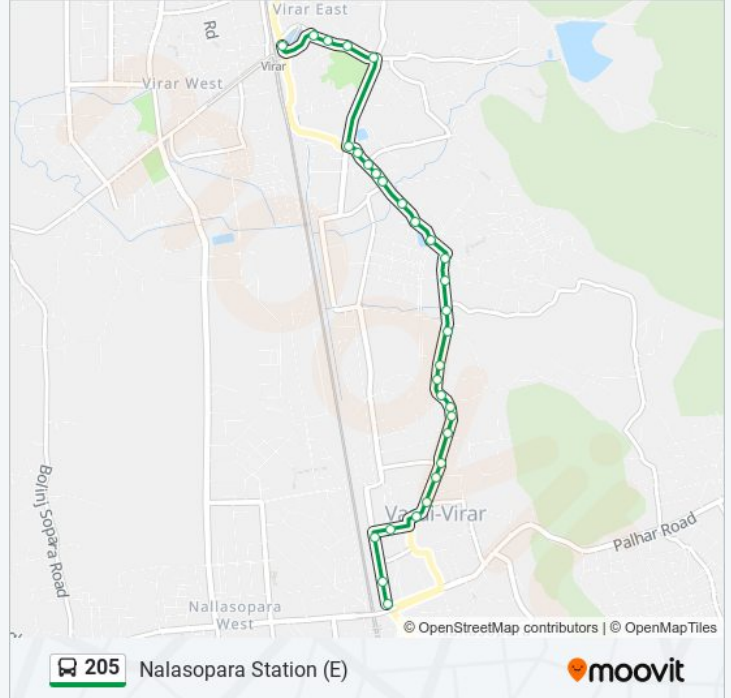 Virar East
Rd
Virar
Virar West
Bolinj Sopara Road
Vasai-Virar
Palhar Road
Nallasopara
West
© OpenStreetMap contributors | © OpenMapTiles
205 Nalasopara Station (E)
moovit